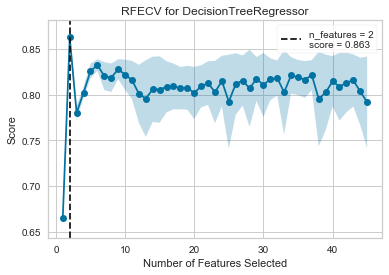 RFECV for DecisionTreeRegressor
n_features = 2
score = 0.863
0.85
0.80
0.75
0.70
0.65
Score
0
10
20
30
40
Number of Features Selected